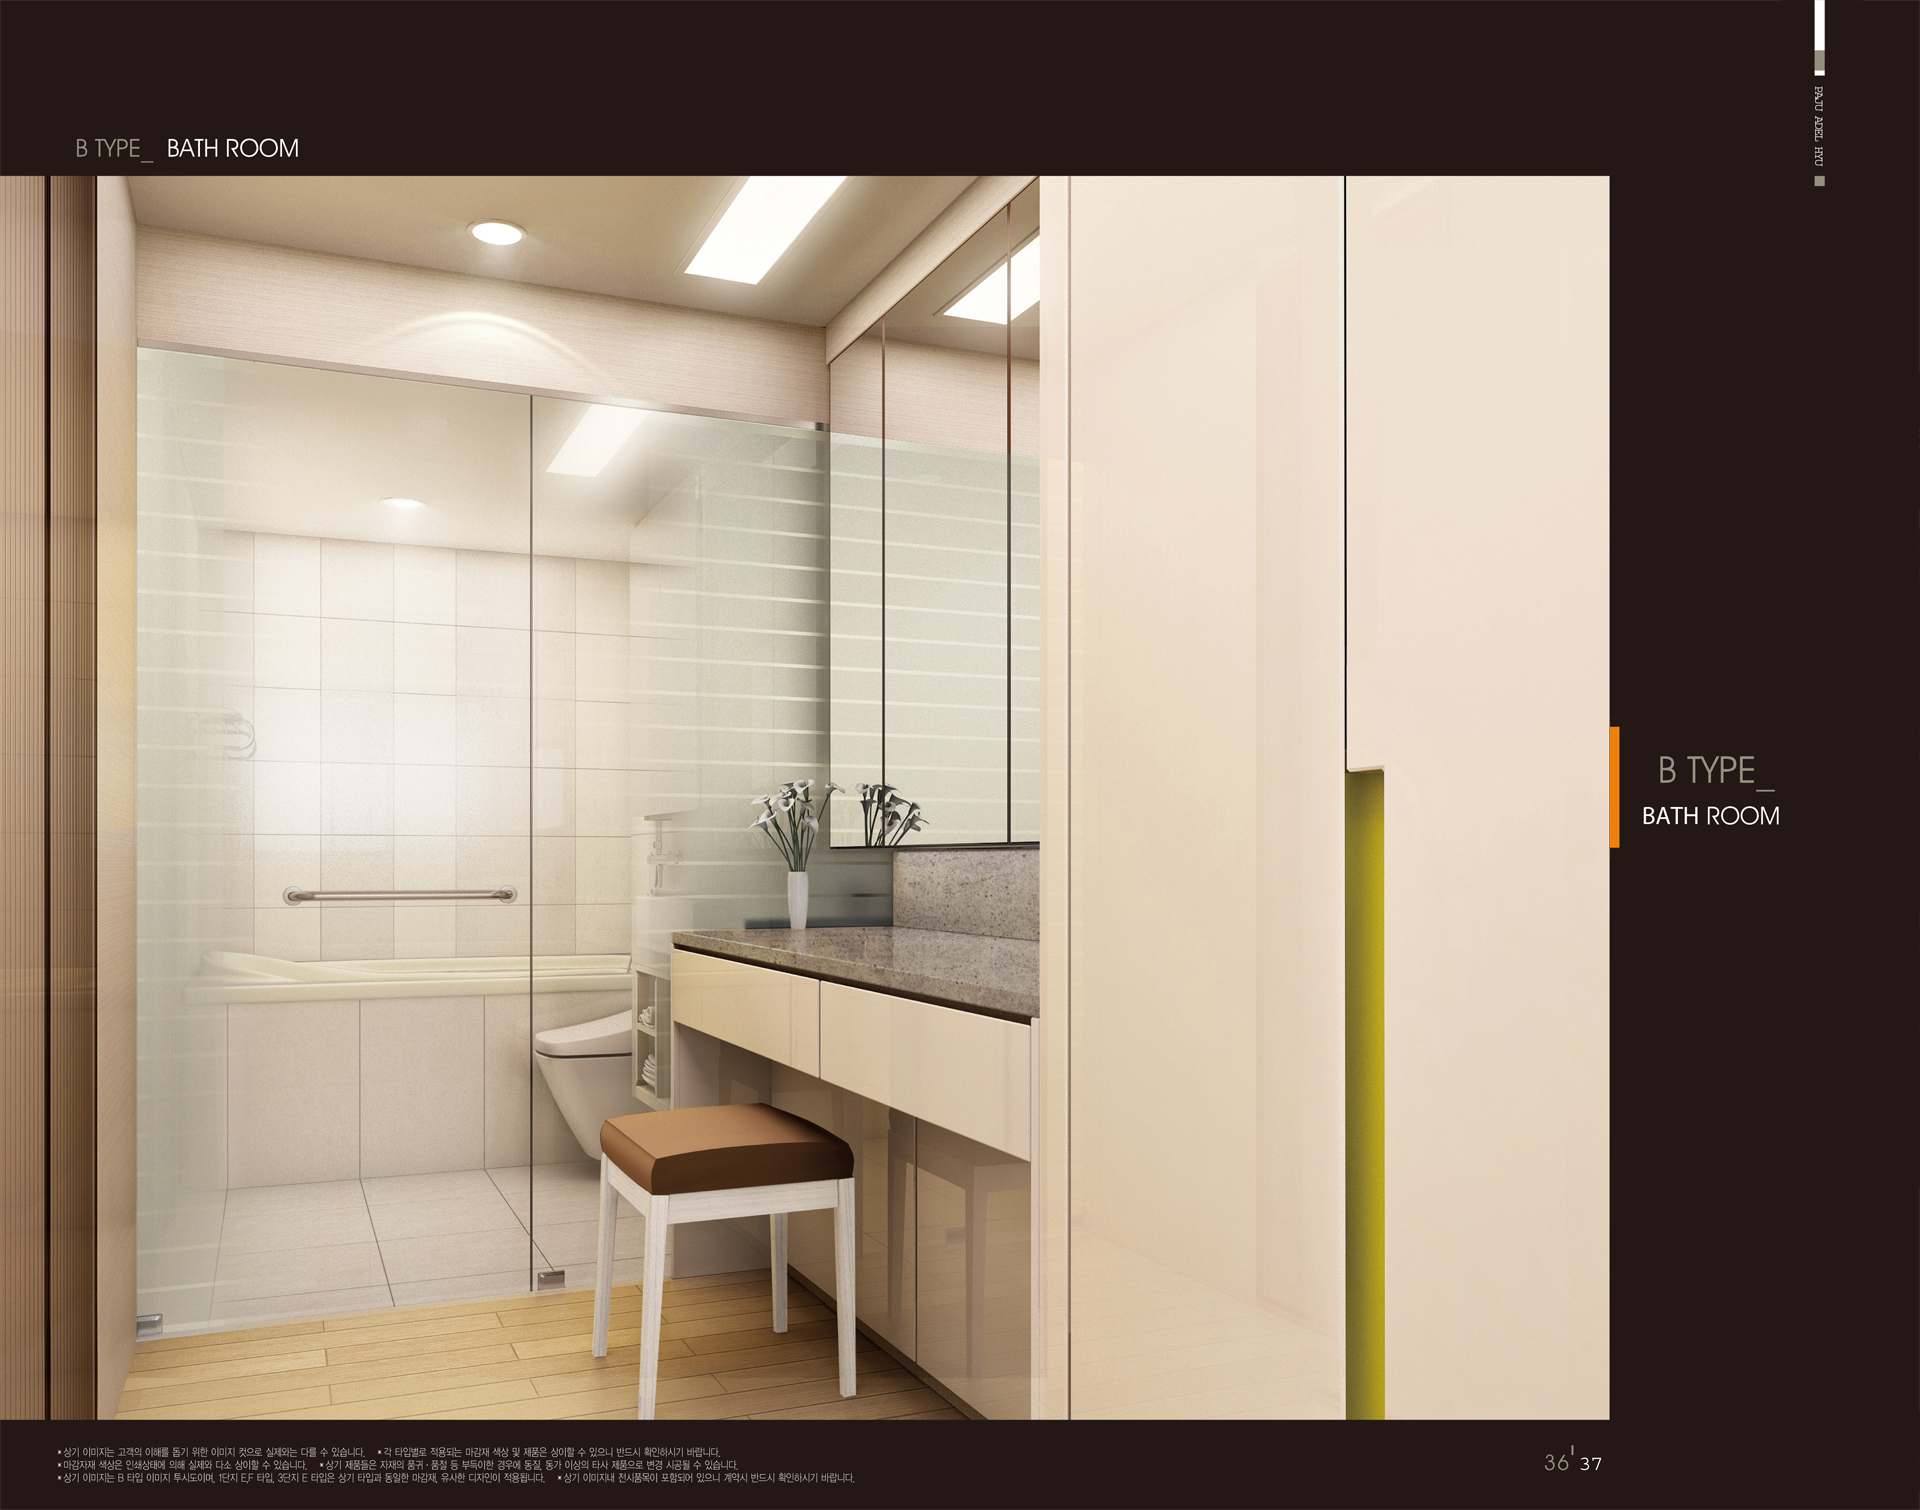 PAJU ADEL HYU
B TYPE_ BATH ROOM
B TYPE_
BATH ROOM
*상기 이미지는 고객의 이해를 돕기 위한 이미지 컷으로 실제와는 다를 수 있습니다. *각 타입별로 적용되는 마감재 색상 및 제품은 상이할 수 있으니 반드시 확인하시기 바랍니다.
*마감자재 색상은 인쇄상태에 의해 실제와 다소 상이할 수 있습니다. *상기 제품들은 자재의 품귀·품절 등 부득이한 경우에 동질, 동가 이상의 타사 제품으로 변경 시공될 수 있습니다.
*상기 이미지는 B 타입 이미지 투시도이며, 1단지 E,F 타입, 3단지 E 타입은 상기 타입과 동일한 마감재, 유사한 디자인이 적용됩니다. *상기 이미지내 전시품목이 포함되어 있으니 계약시 반드시 확인하시기 바랍니다.
36 37